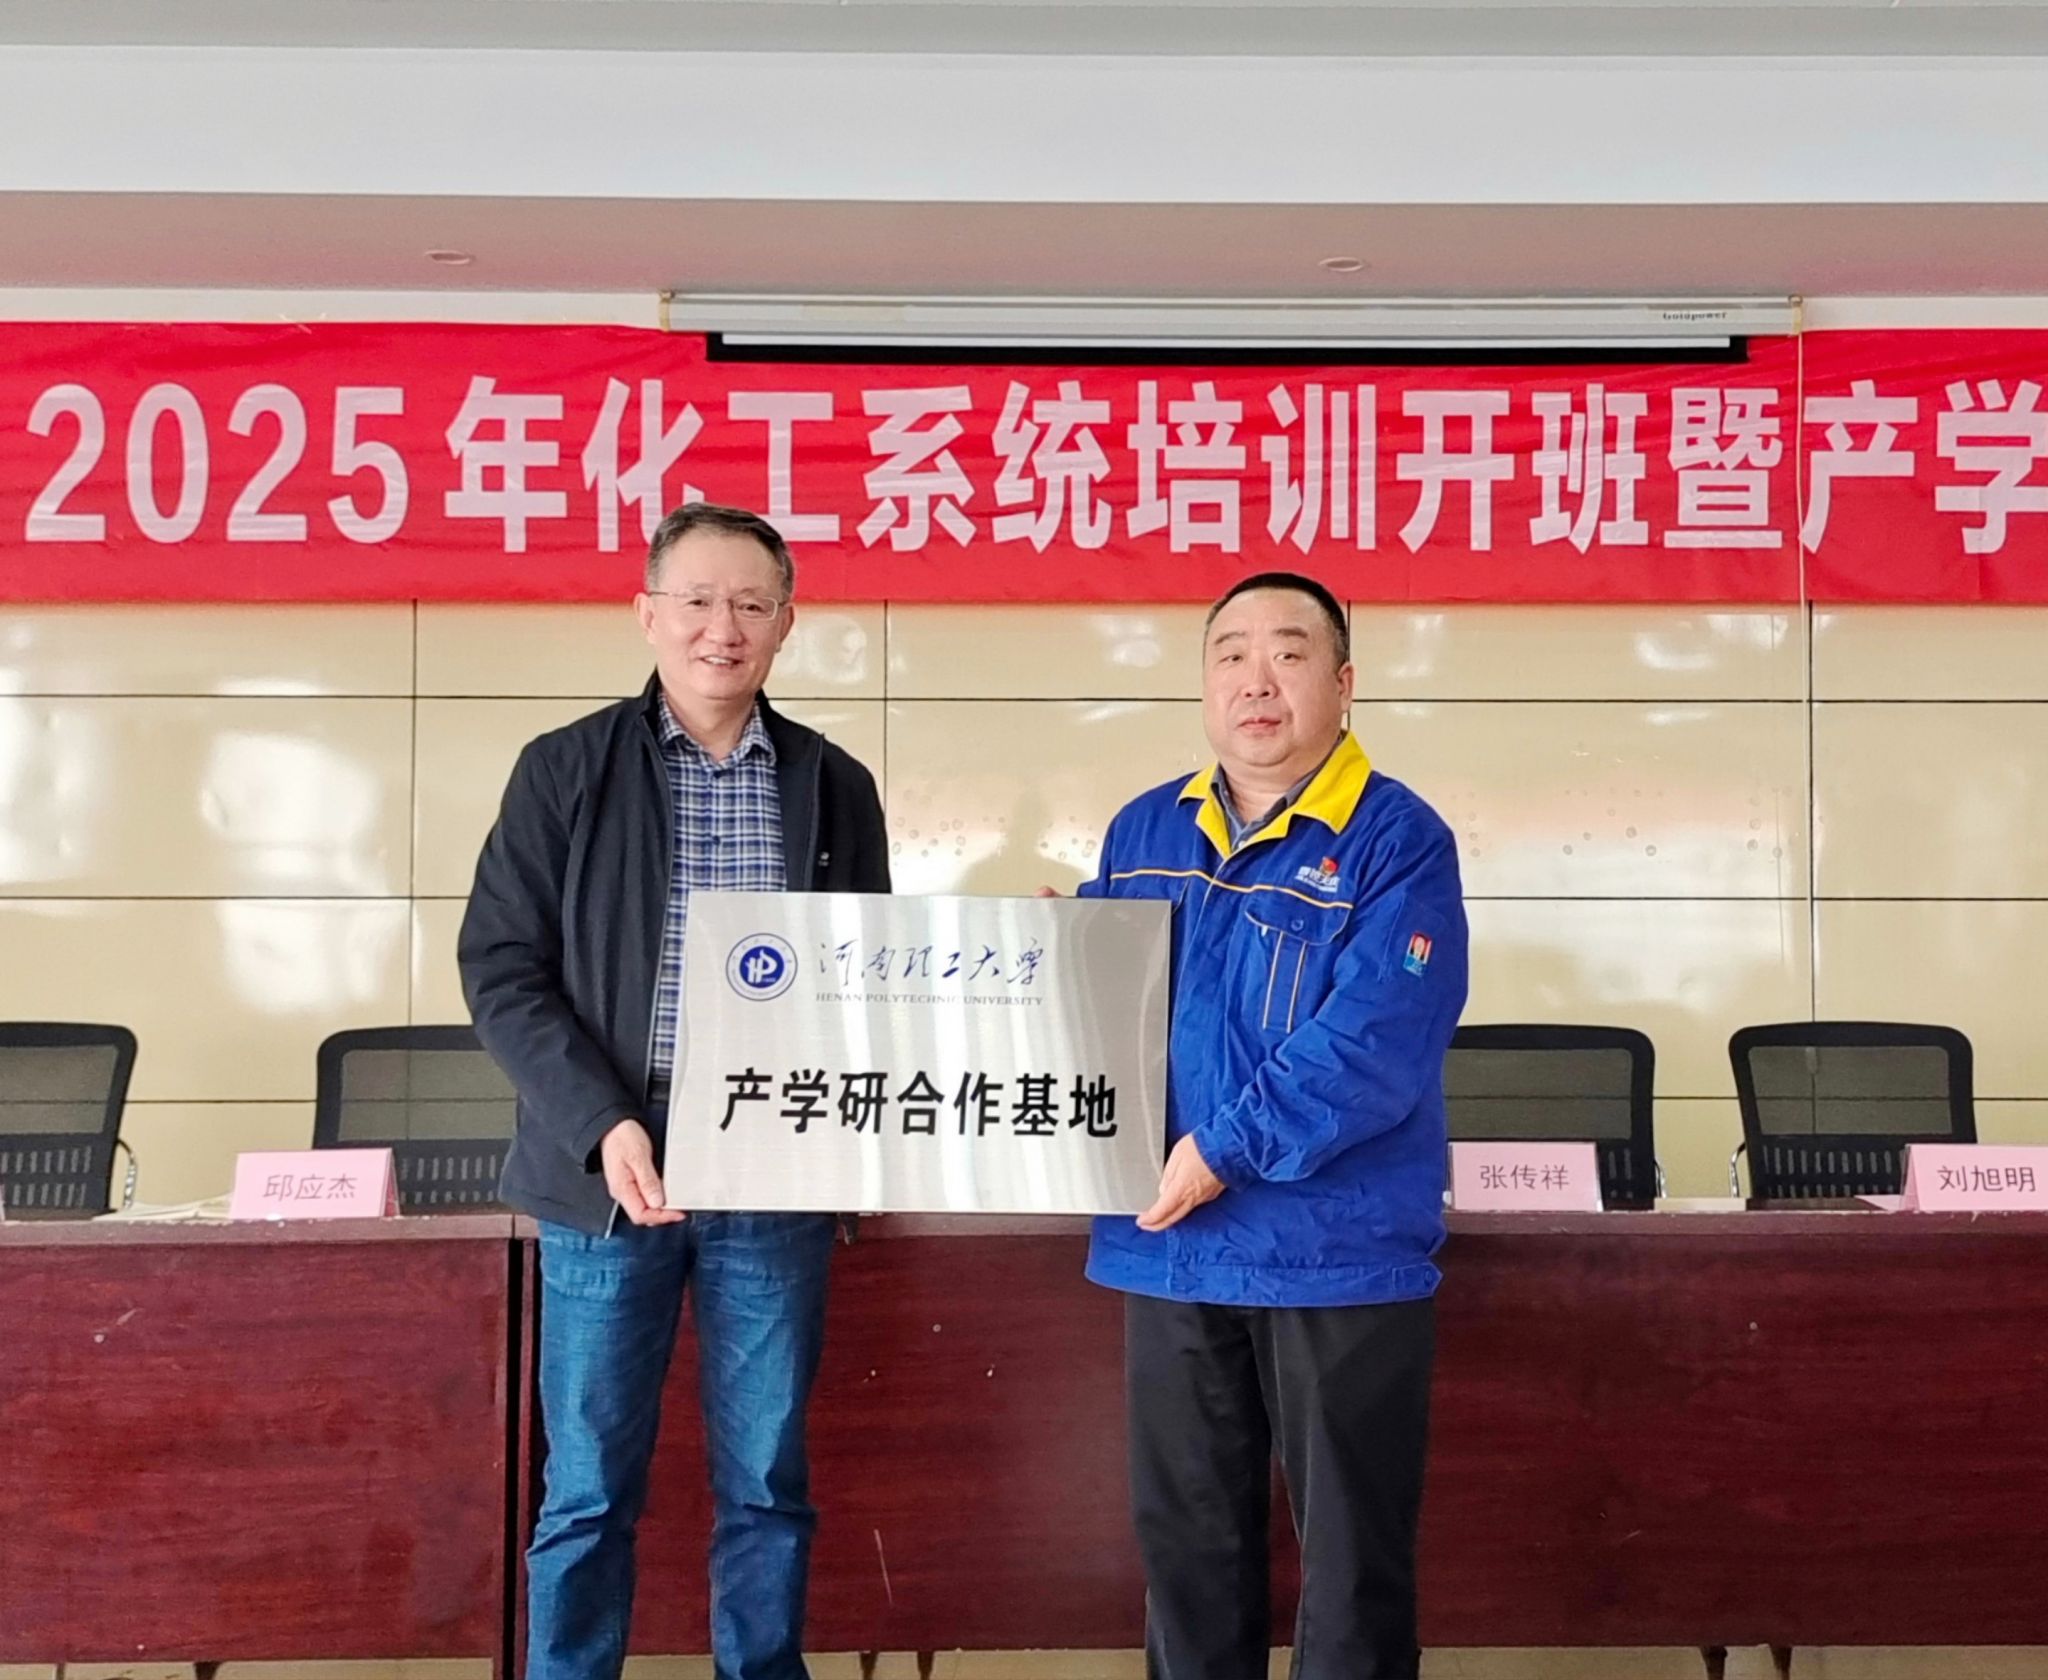 Goldpower
2025年化工系统培训开班暨产学
河南理工大学
HENAN POLYTECHNIC UNIVERSITY
产学研合作基地
邱应杰
张传祥
刘旭明